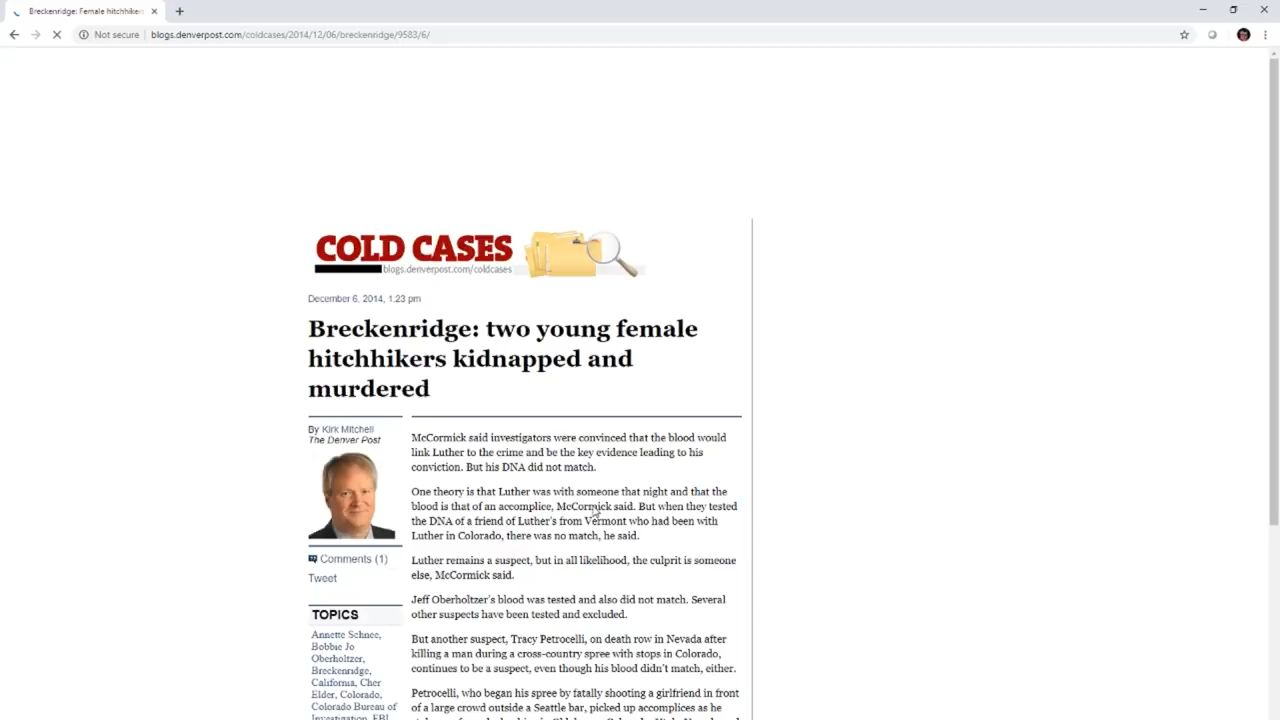 Breckenridge: Female hitchhiker
Not secure
blogs.denverpost.com/coldcases/2014/12/06/breckenridge/9583/6/
COLD CASES
blogs.denverpost.com/coldcases
December 6, 2014, 1:23 pm
Breckenridge: two young female
hitchhikers kidnapped and
murdered
By Kirk Mitchell
The Denver Post
McCormick said investigators were convinced that the blood would
link Luther to the crime and be the key evidence leading to his
conviction. But his DNA did not match.
One theory is that Luther was with someone that night and that the
blood is that of an accomplice, McCormick said. But when they tested
the DNA of a friend of Luther's from Vermont who had been with
Luther in Colorado, there was no match, he said.
Comments (1)
Luther remains a suspect, but in all likelihood, the culprit is someone
else, McCormick said.
Tweet
Jeff Oberholtzer's blood was tested and also did not match. Several
other suspects have been tested and excluded.
TOPICS
Annette Schnee,
Bobbie Jo
Oberholtzer,
Breckenridge,
California, Cher
Elder, Colorado,
Colorado Bureau of
Investigation, FBI
But another suspect, Tracy Petrocelli, on death row in Nevada after
killing a man during a cross-country spree with stops in Colorado,
continues to be a suspect, even though his blood didn't match, either.
Petrocelli, who began his spree by fatally shooting a girlfriend in front
of a large crowd outside a Seattle bar, picked up accomplices as he